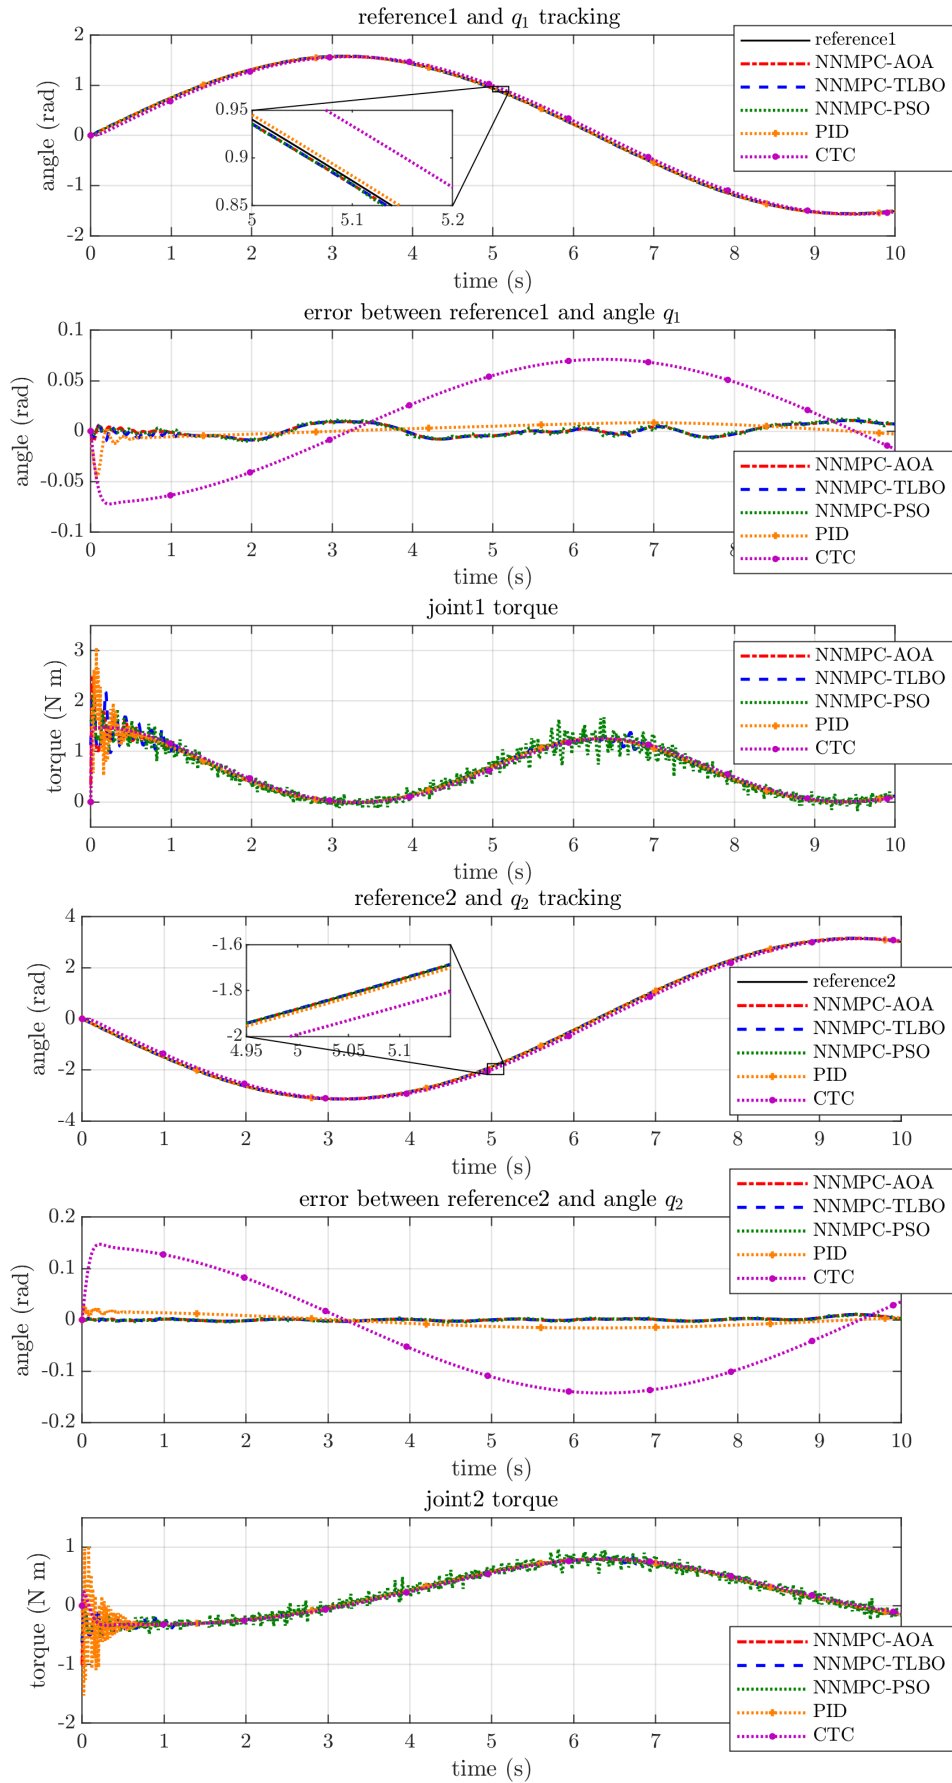 reference1 and q1 tracking
2
1
0
-1
-2
angle (rad)
0.95
0.9
0.85
5
5.1
5.2
reference1
NNMPC-AOA
NNMPC-TLBO
NNMPC-PSO
PID
CTC
0 1 2 3 4 5 6 7 8 9 10
time (s)
error between reference1 and angle q1
0.1
0.05
0
-0.05
-0.1
angle (rad)
NNMPC-AOA
NNMPC-TLBO
NNMPC-PSO
PID
CTC
0 1 2 3 4 5 6 7
time (s)
joint1 torque
3
2
1
0
torque (N m)
NNMPC-AOA
NNMPC-TLBO
NNMPC-PSO
PID
CTC
0 1 2 3 4 5 6 7 8 9 10
time (s)
reference2 and q2 tracking
4
2
0
-2
-4
angle (rad)
-1.6
-1.8
-2
4.95 5 5.05 5.1
reference2
NNMPC-AOA
NNMPC-TLBO
NNMPC-PSO
PID
CTC
0 1 2 3 4 5 6 7 8 9 10
time (s)
error between reference2 and angle q2
0.2
0.1
0
-0.1
-0.2
angle (rad)
NNMPC-AOA
NNMPC-TLBO
NNMPC-PSO
PID
CTC
0 1 2 3 4 5 6 7 8 9 10
time (s)
joint2 torque
1
0
-1
-2
torque (N m)
NNMPC-AOA
NNMPC-TLBO
NNMPC-PSO
PID
CTC
0 1 2 3 4 5 6 7
time (s)